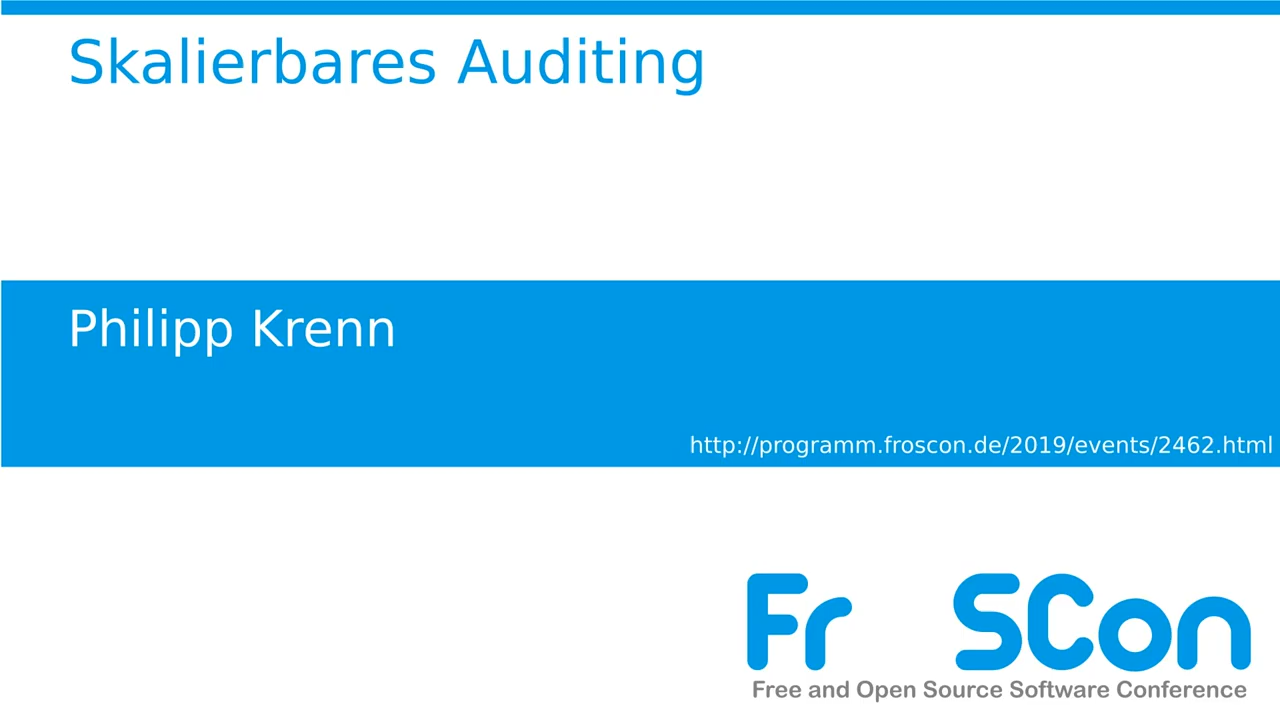 Skalierbares Auditing
Philipp Krenn
http://programm.froscon.de/2019/events/2462.html
Fr SCon
Free and Open Source Software Conference